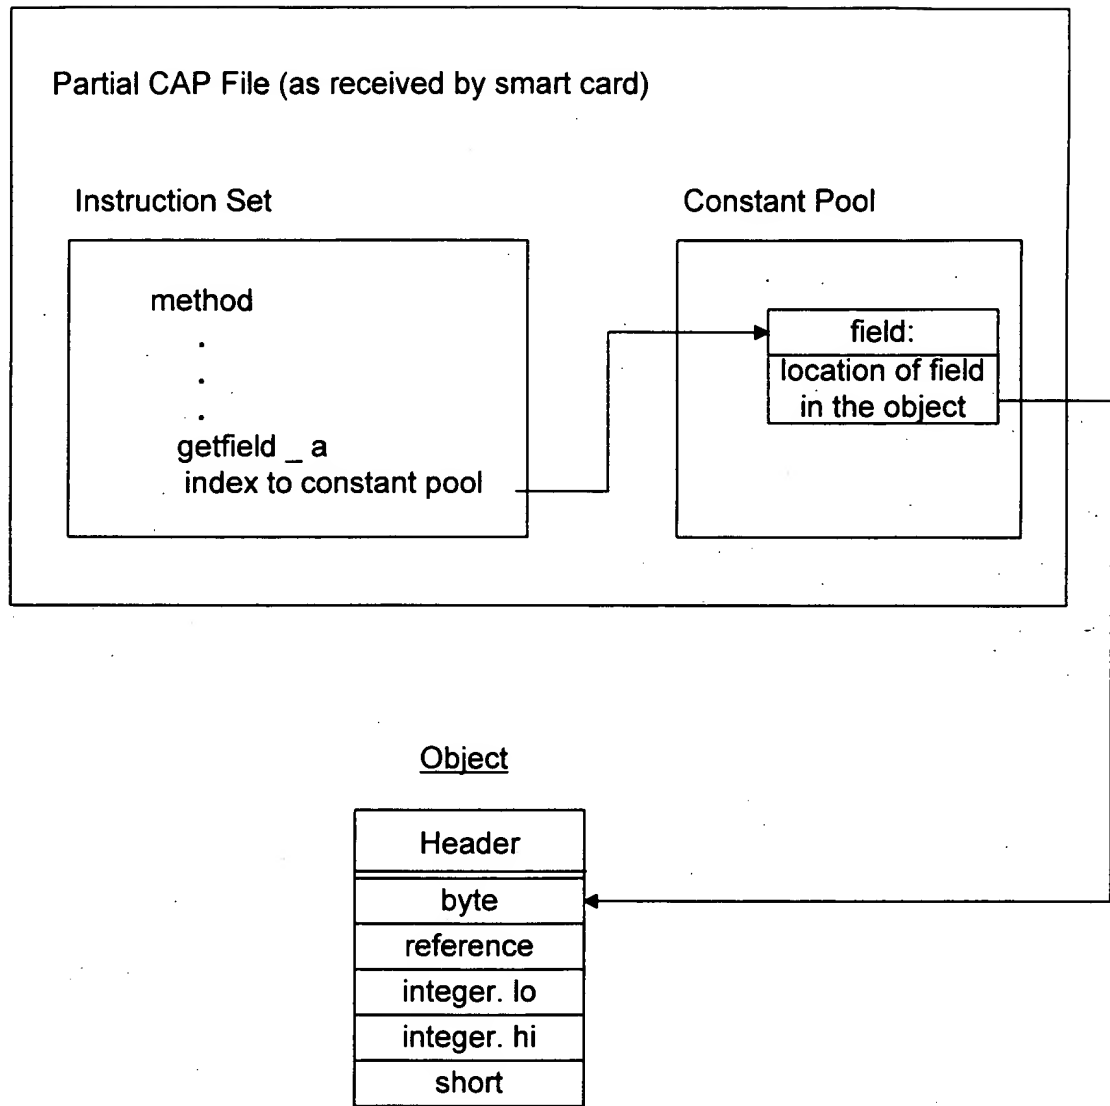 Partial CAP File (as received by smart card)
Instruction Set
Constant Pool
method
.
.
.
getfield _ a
index to constant pool
field:
location of field
in the object
Object
Header
byte
reference
integer. lo
integer. hi
short